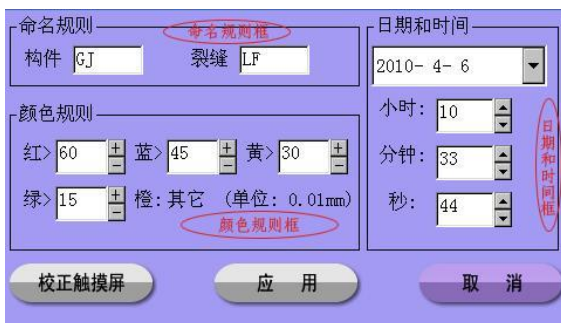 命名规则
命名规则框
构件 GJ 裂缝 LF
颜色规则
红>60 + - 蓝>45 + - 黄>30 + -
绿>15 + - 橙:其它 (单位: 0.01mm)
颜色规则框
日期和时间
2010- 4- 6
小时: 10
分钟: 33
秒: 44
日期和时间框
校正触摸屏
应 用
取 消